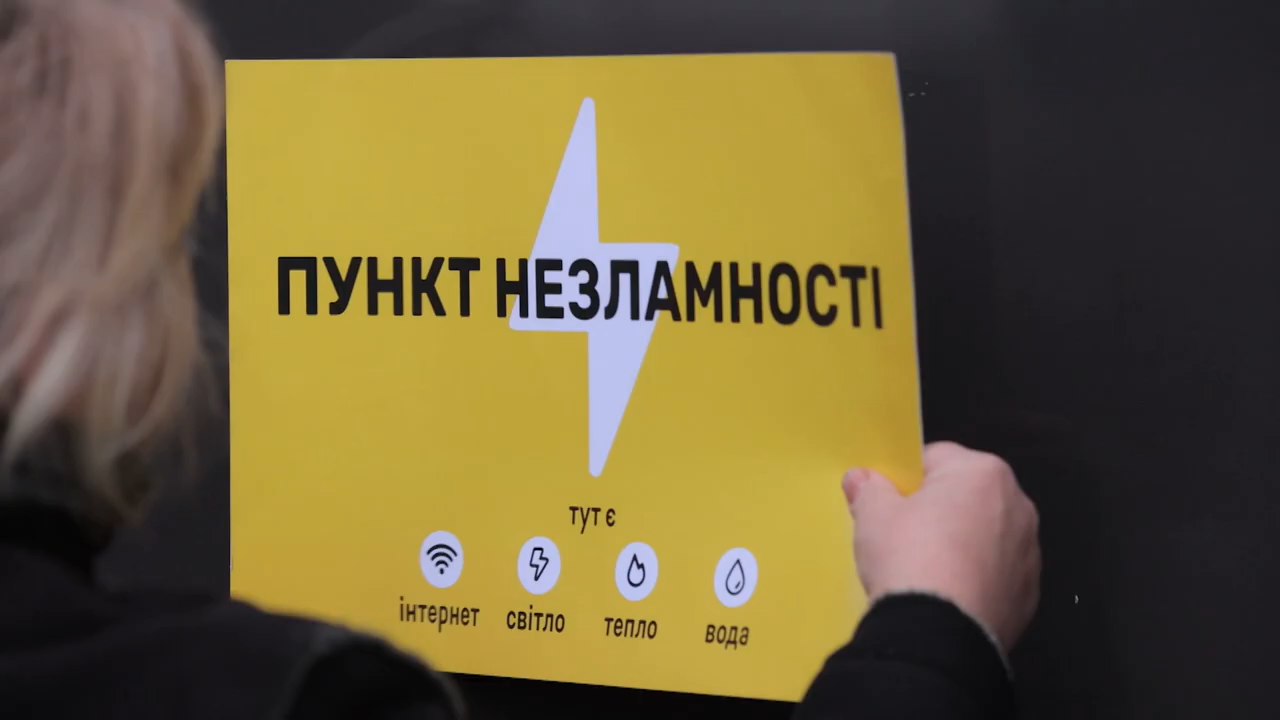 ПУНКТ НЕЗЛАМНОСТІ
тут є
інтернет світло тепло вода